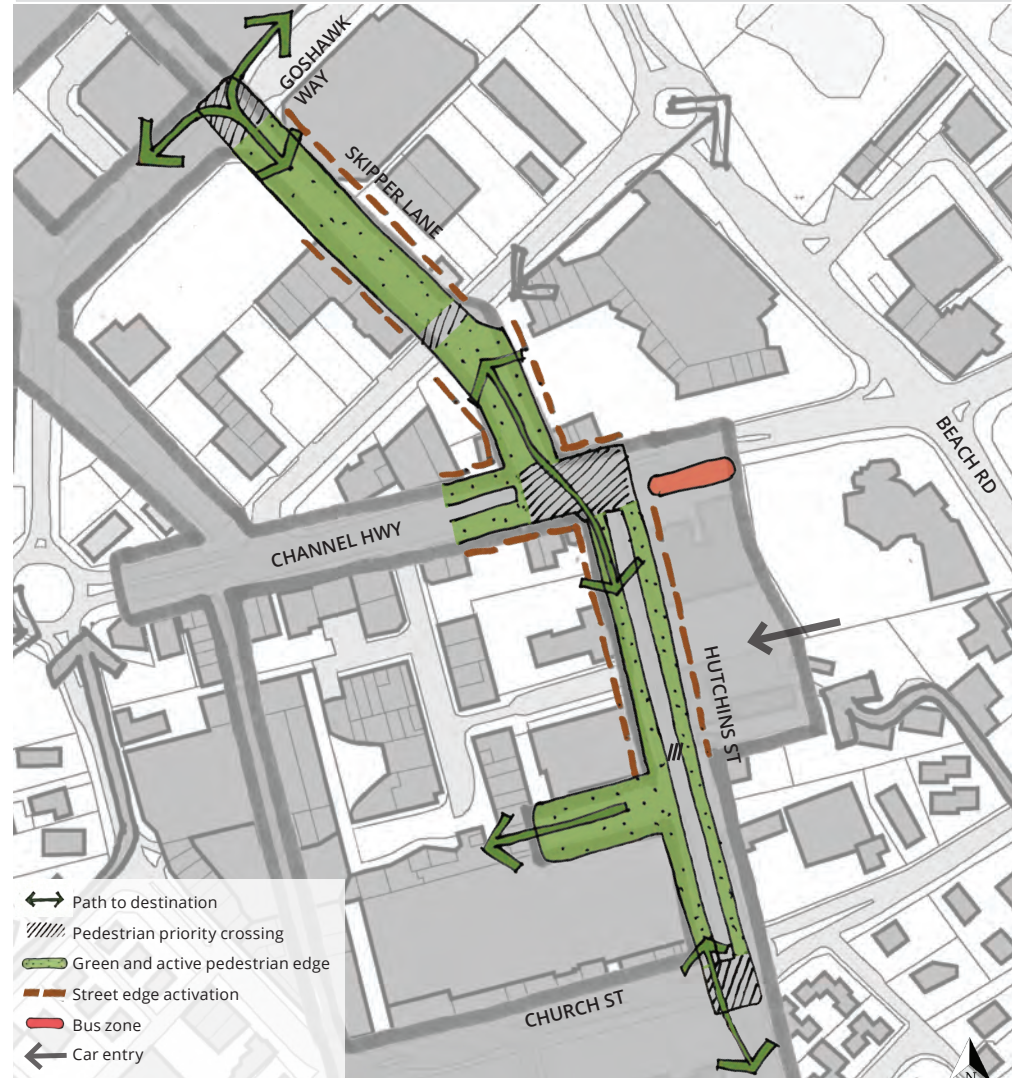 GOSHAWK
WAY
SKIPPER LANE
BEACH RD
CHANNEL HWY
HUTCHINS ST
CHURCH ST
Path to destination
Pedestrian priority crossing
Green and active pedestrian edge
Street edge activation
Bus zone
Car entry
N